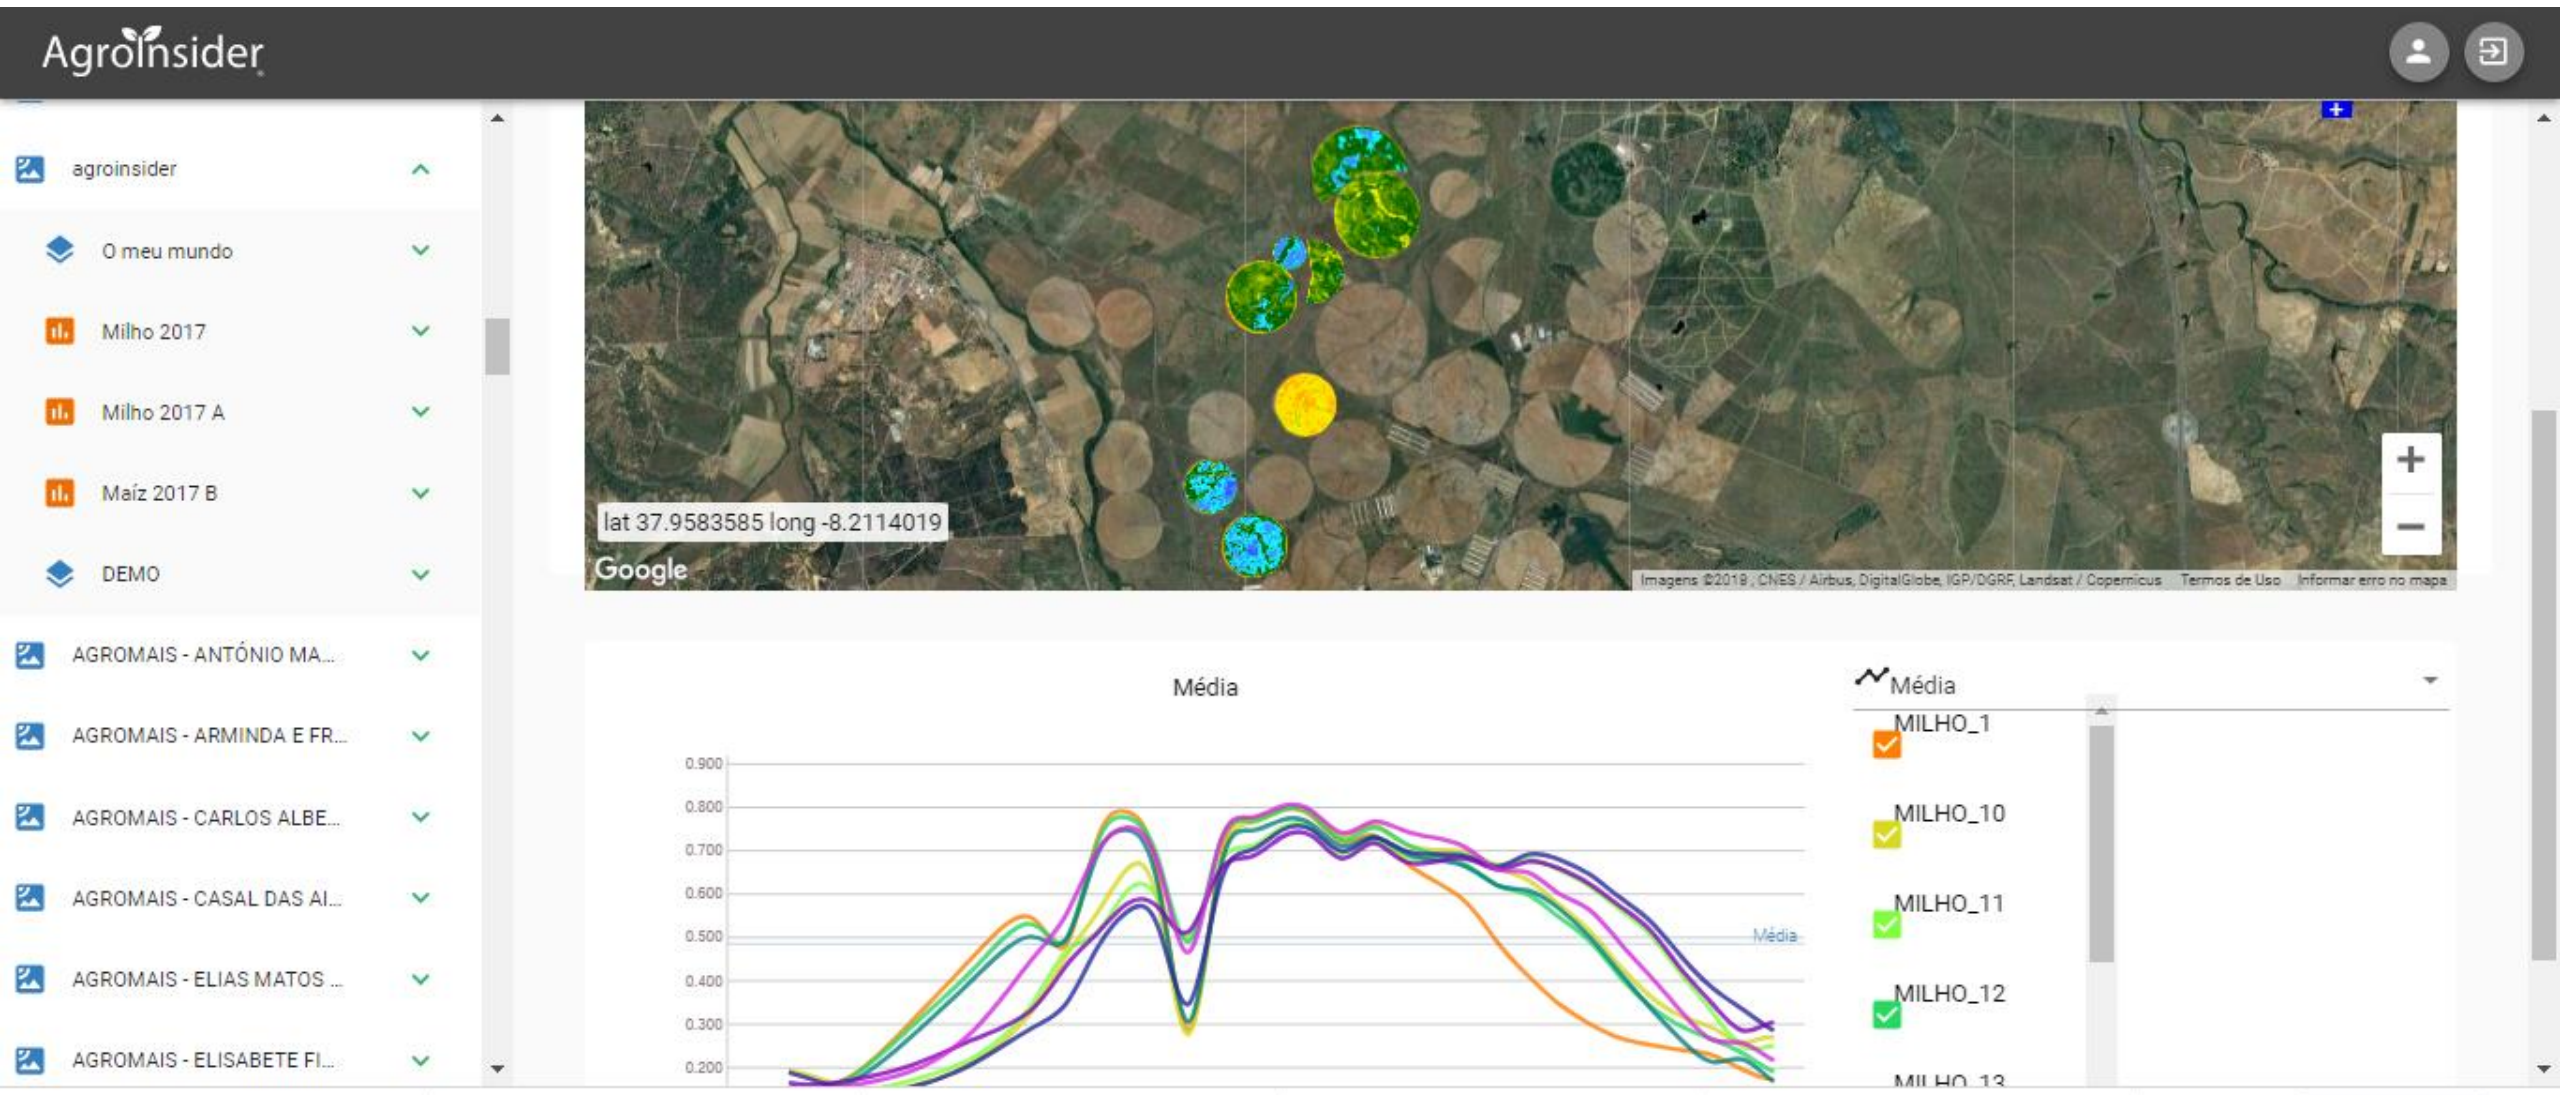 AgroInsider
agroinsider
O meu mundo
Milho 2017
Milho 2017 A
Maíz 2017 B
DEMO
AGROMAIS - ANTÓNIO MA...
AGROMAIS - ARMINDA E FR...
AGROMAIS - CARLOS ALBE...
AGROMAIS - CASAL DAS AI...
AGROMAIS - ELIAS MATOS ...
AGROMAIS - ELISABETE FI...
lat 37.9583585 long -8.2114019
Google
Imagens ©2019 , CNES / Airbus, DigitalGlobe, IGP/DGRF, Landsat / Copernicus Termos de Uso Informar erro no mapa
Média
0.900
0.800
0.700
0.600
0.500
0.400
0.300
0.200
Média
Média
MILHO_1
MILHO_10
MILHO_11
MILHO_12
MILHO_13